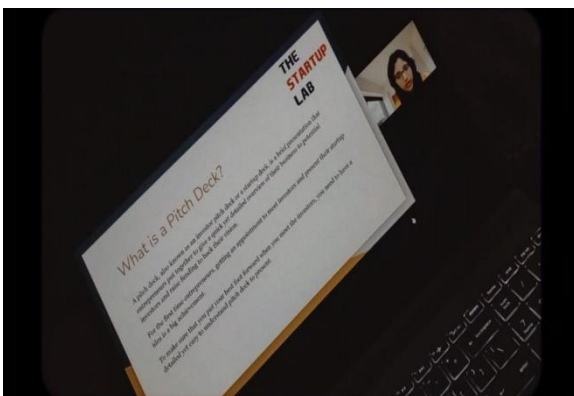 THE
STARTUP
LAB
What is a Pitch Deck?
A pitch deck, also known as an investor pitch deck or a startup deck, is a brief presentation that
entrepreneurs put together to give a quick yet detailed overview of their business to potential
investors and raise funding to back their vision.
For the first time entrepreneurs, getting an appointment to meet investors and present their startup
idea is a big achievement.
To make sure that you put your best foot forward when you meet the investors, you need to have a
detailed yet easy to understand pitch deck to present.